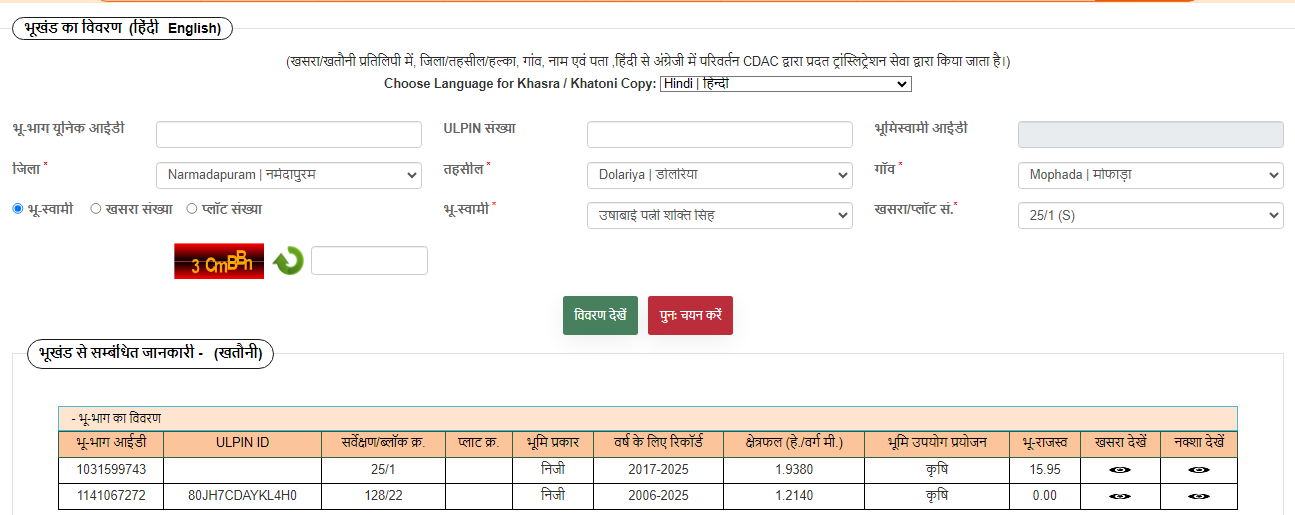 भूखंड का विवरण (हिंदी English)
(खसरा/खतौनी प्रतिलिपी में, जिला/तहसील/हल्का, गांव, नाम एवं पता ,हिंदी से अंग्रेजी में परिवर्तन CDAC द्वारा प्रदत ट्रांस्लिट्रेशन सेवा द्वारा किया जाता है।)
Choose Language for Khasra / Khatoni Copy: Hindi | हिन्दी
भू-भाग यूनिक आईडी ULPIN संख्या भूमिस्वामी आईडी
जिला * Narmadapuram | नर्मदापुरम तहसील * Dolariya | डोलरिया गाँव * Mophada | मोफाड़ा
भू-स्वामी खसरा संख्या प्लॉट संख्या भू-स्वामी * उषाबाई पत्नी शक्ति सिह खसरा/प्लॉट सं.* 25/1 (S)
3 CmBBh
विवरण देखें पुनः चयन करें
भूखंड से सम्बंधित जानकारी - (खतौनी)
- भू-भाग का विवरण
भू-भाग आईडी ULPIN ID सर्वेक्षण/ब्लॉक क्र. प्लाट क्र. भूमि प्रकार वर्ष के लिए रिकॉर्ड क्षेत्रफल (हे./वर्ग मी.) भूमि उपयोग प्रयोजन भू-राजस्व खसरा देखें नक्शा देखें
1031599743 25/1 निजी 2017-2025 1.9380 कृषि 15.95
1141067272 80JH7CDAYKL4H0 128/22 निजी 2006-2025 1.2140 कृषि 0.00